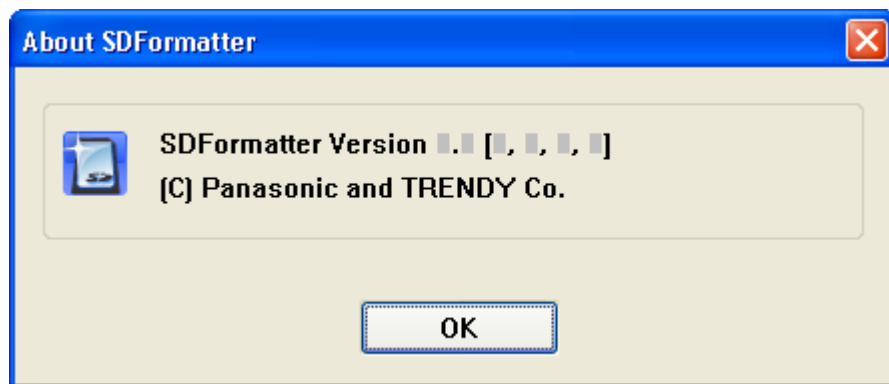 About SDFormatter
SDFormatter Version . [, , , ]
(C) Panasonic and TRENDY Co.
OK